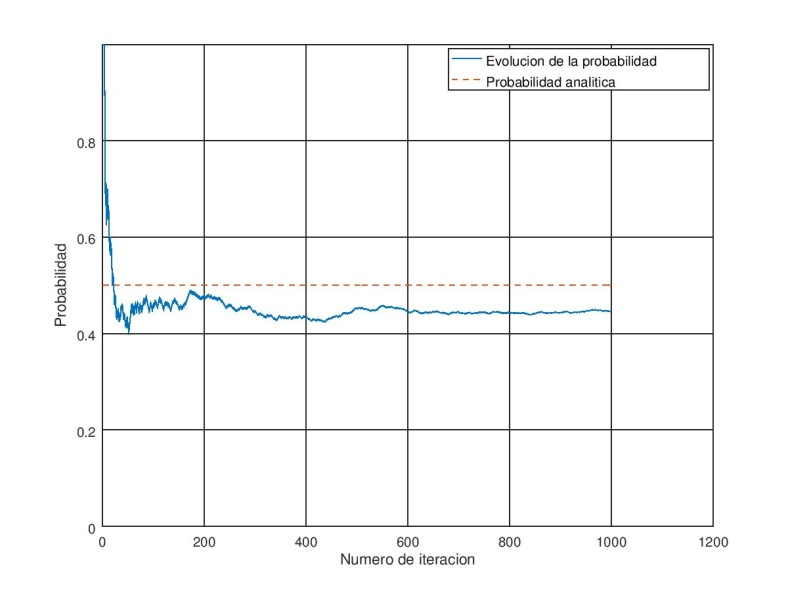 Evolucion de la probabilidad
Probabilidad analitica
0.8
0.6
0.4
0.2
0
Probabilidad
0 200 400 600 800 1000 1200
Numero de iteracion